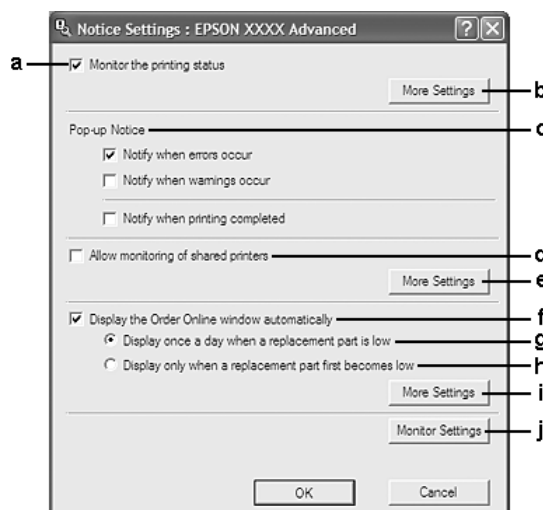 Notice Settings : EPSON XXXX Advanced
a
Monitor the printing status
More Settings
b
Pop-up Notice
c
Notify when errors occur
Notify when warnings occur
Notify when printing completed
Allow monitoring of shared printers
d
More Settings
e
Display the Order Online window automatically
f
Display once a day when a replacement part is low
g
Display only when a replacement part first becomes low
h
More Settings
i
Monitor Settings
j
OK
Cancel